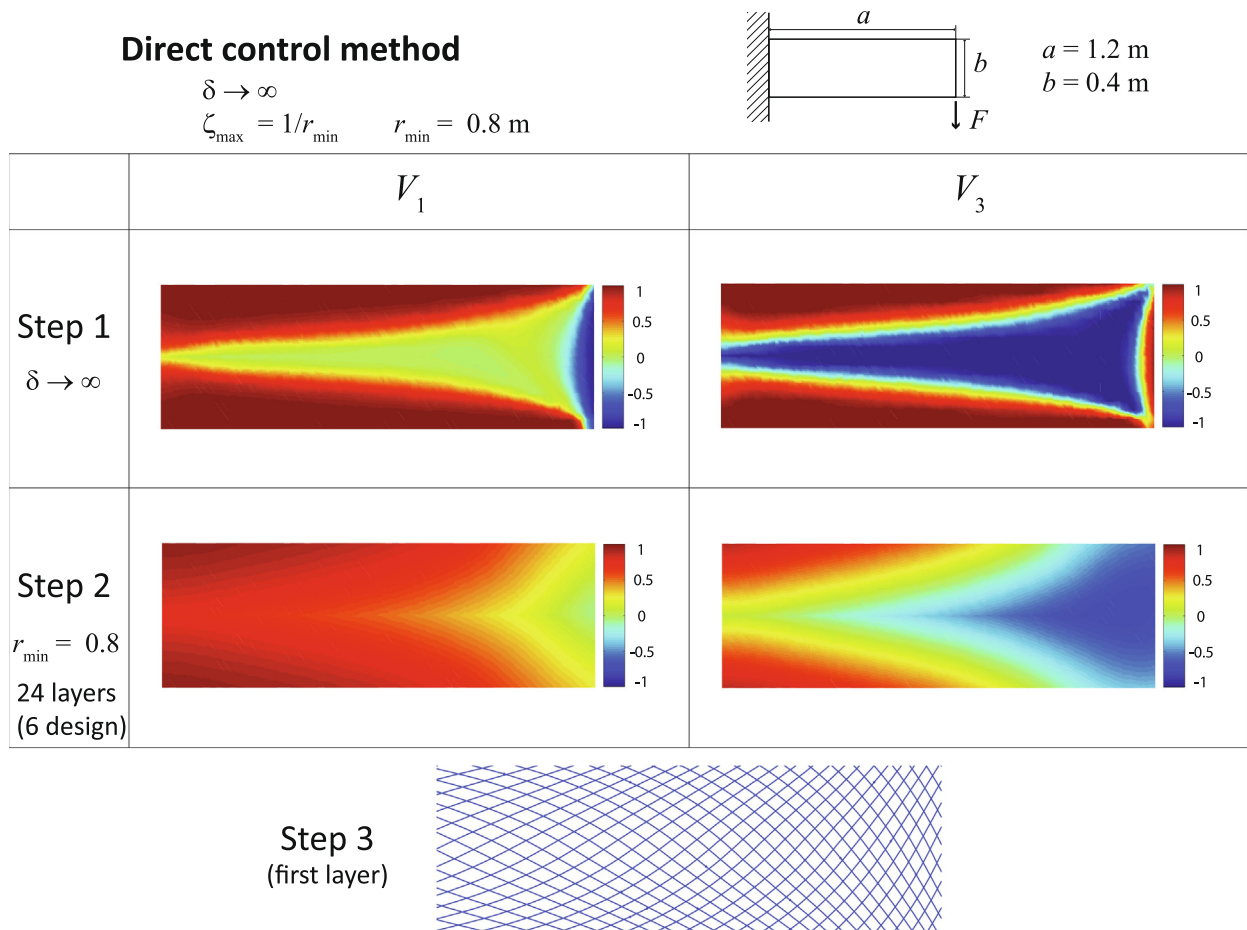 Direct control method
δ → ∞
ζmax = 1/rmin rmin = 0.8 m
a
b
F
a = 1.2 m
b = 0.4 m
V1
V3
Step 1
δ → ∞
1
0.5
0
-0.5
-1
1
0.5
0
-0.5
-1
Step 2
rmin = 0.8
24 layers
(6 design)
1
0.5
0
-0.5
-1
1
0.5
0
-0.5
-1
Step 3
(first layer)